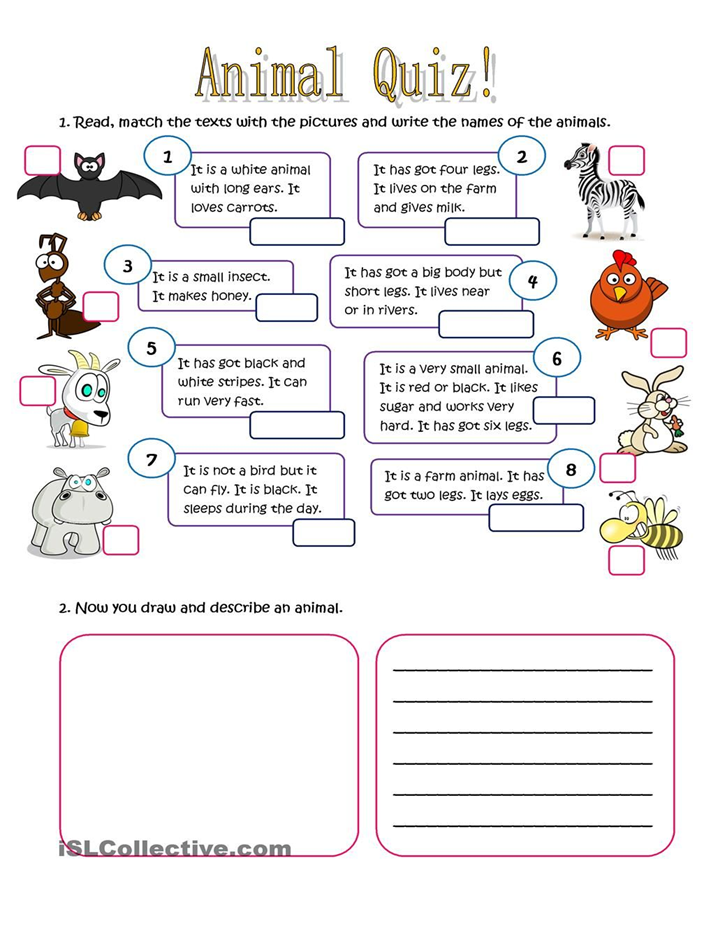 Animal Quiz!
1. Read, match the texts with the pictures and write the names of the animals.
1
It is a white animal
with long ears. It
loves carrots.
2
It has got four legs.
It lives on the farm
and gives milk.
3
It is a small insect.
It makes honey.
4
It has got a big body but
short legs. It lives near
or in rivers.
5
It has got black and
white stripes. It can
run very fast.
6
It is a very small animal.
It is red or black. It likes
sugar and works very
hard. It has got six legs.
7
It is not a bird but it
can fly. It is black. It
sleeps during the day.
8
It is a farm animal. It has
got two legs. It lays eggs.
2. Now you draw and describe an animal.
iSLCollective.com